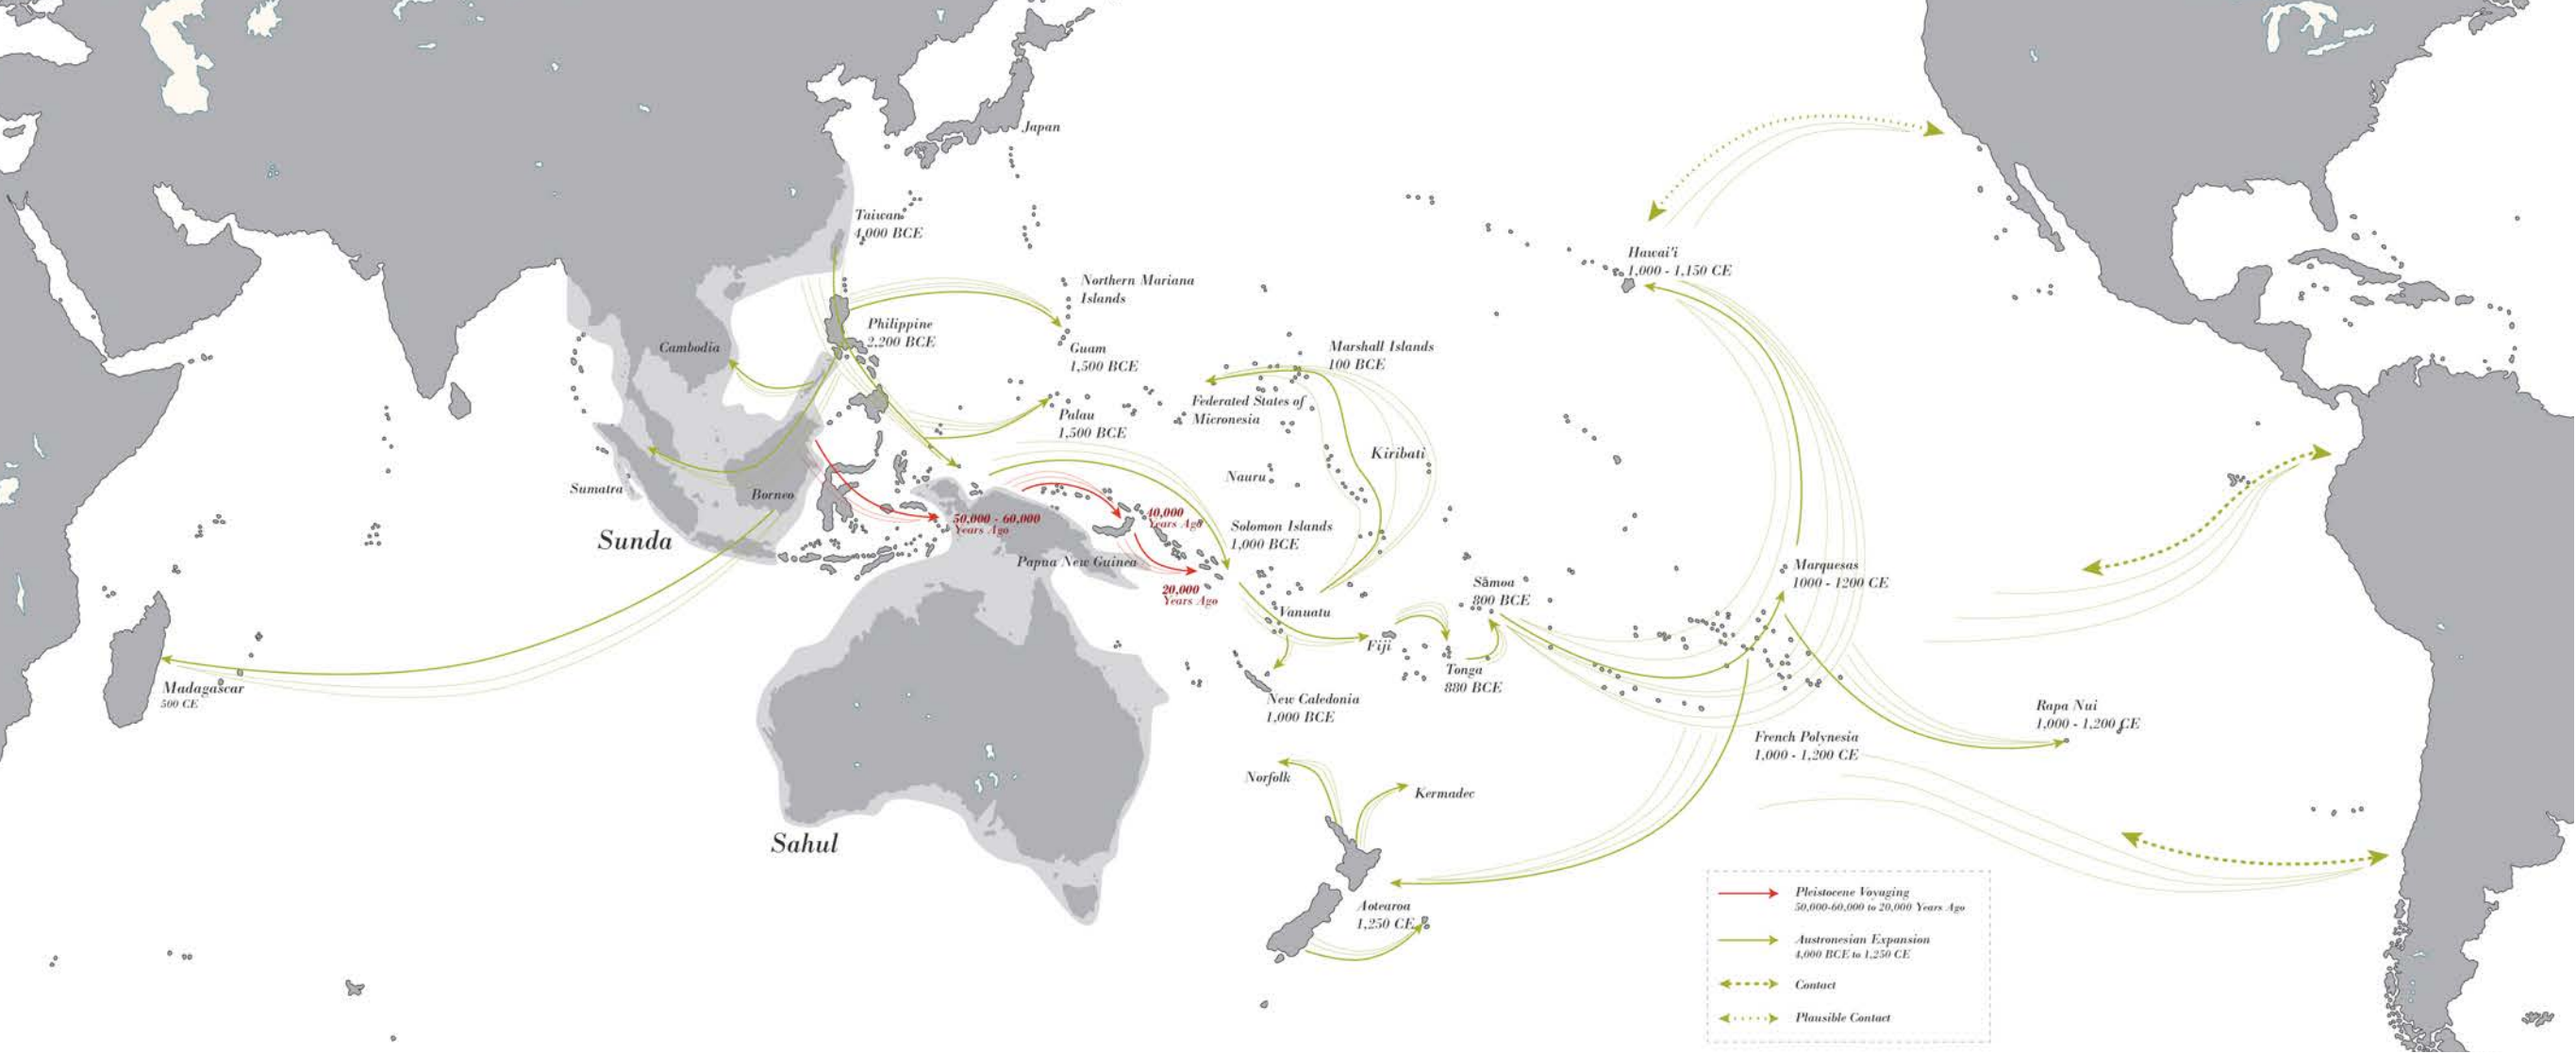 Japan
Taiwan
4,000 BCE
Northern Mariana
Islands
Philippine
2,200 BCE
Cambodia
Guam
1,500 BCE
Palau
1,500 BCE
Hawai'i
1,000 - 1,150 CE
Marshall Islands
100 BCE
Federated States of
Micronesia
Kiribati
Nauru
Sumatra
Borneo
Sunda
50,000 - 60,000
Years Ago
40,000
Years Ago
Solomon Islands
1,000 BCE
Papua New Guinea
20,000
Years Ago
Vanuatu
Sāmoa
800 BCE
Marquesas
1000 - 1200 CE
Fiji
Tonga
880 BCE
Madagascar
500 CE
New Caledonia
1,000 BCE
Rapa Nui
1,000 - 1,200 CE
French Polynesia
1,000 - 1,200 CE
Norfolk
Kermadec
Sahul
Aotearoa
1,250 CE
Pleistocene Voyaging
50,000-60,000 to 20,000 Years Ago
Austronesian Expansion
4,000 BCE to 1,250 CE
Contact
Plausible Contact